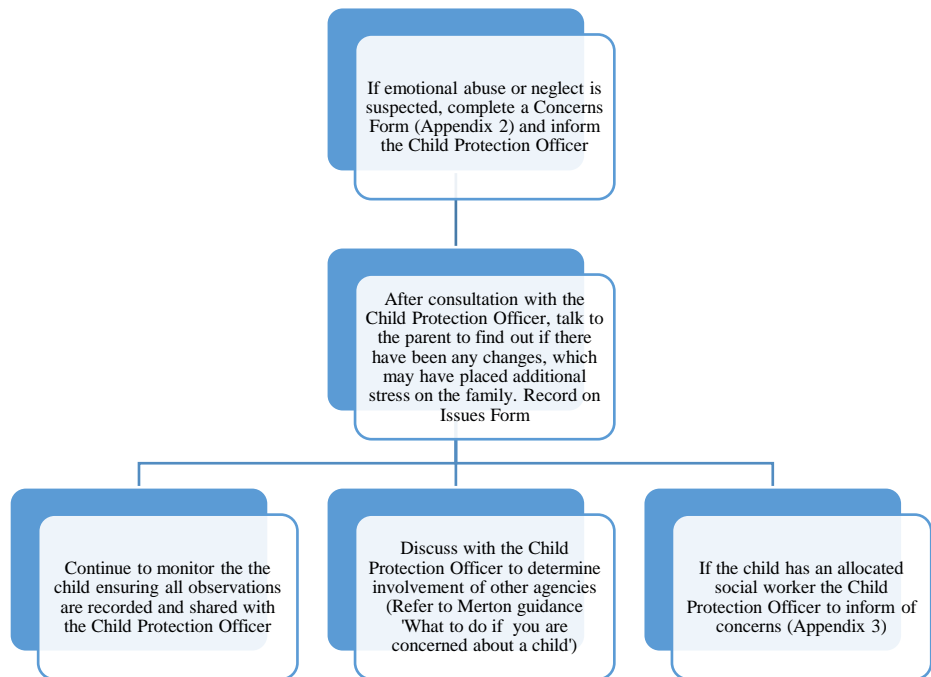 If emotional abuse or neglect is
suspected, complete a Concerns
Form (Appendix 2) and inform
the Child Protection Officer
After consultation with the
Child Protection Officer, talk to
the parent to find out if there
have been any changes, which
may have placed additional
stress on the family. Record on
Issues Form
Continue to monitor the the
child ensuring all observations
are recorded and shared with
the Child Protection Officer
Discuss with the Child
Protection Officer to determine
involvement of other agencies
(Refer to Merton guidance
'What to do if you are
concerned about a child')
If the child has an allocated
social worker the Child
Protection Officer to inform of
concerns (Appendix 3)